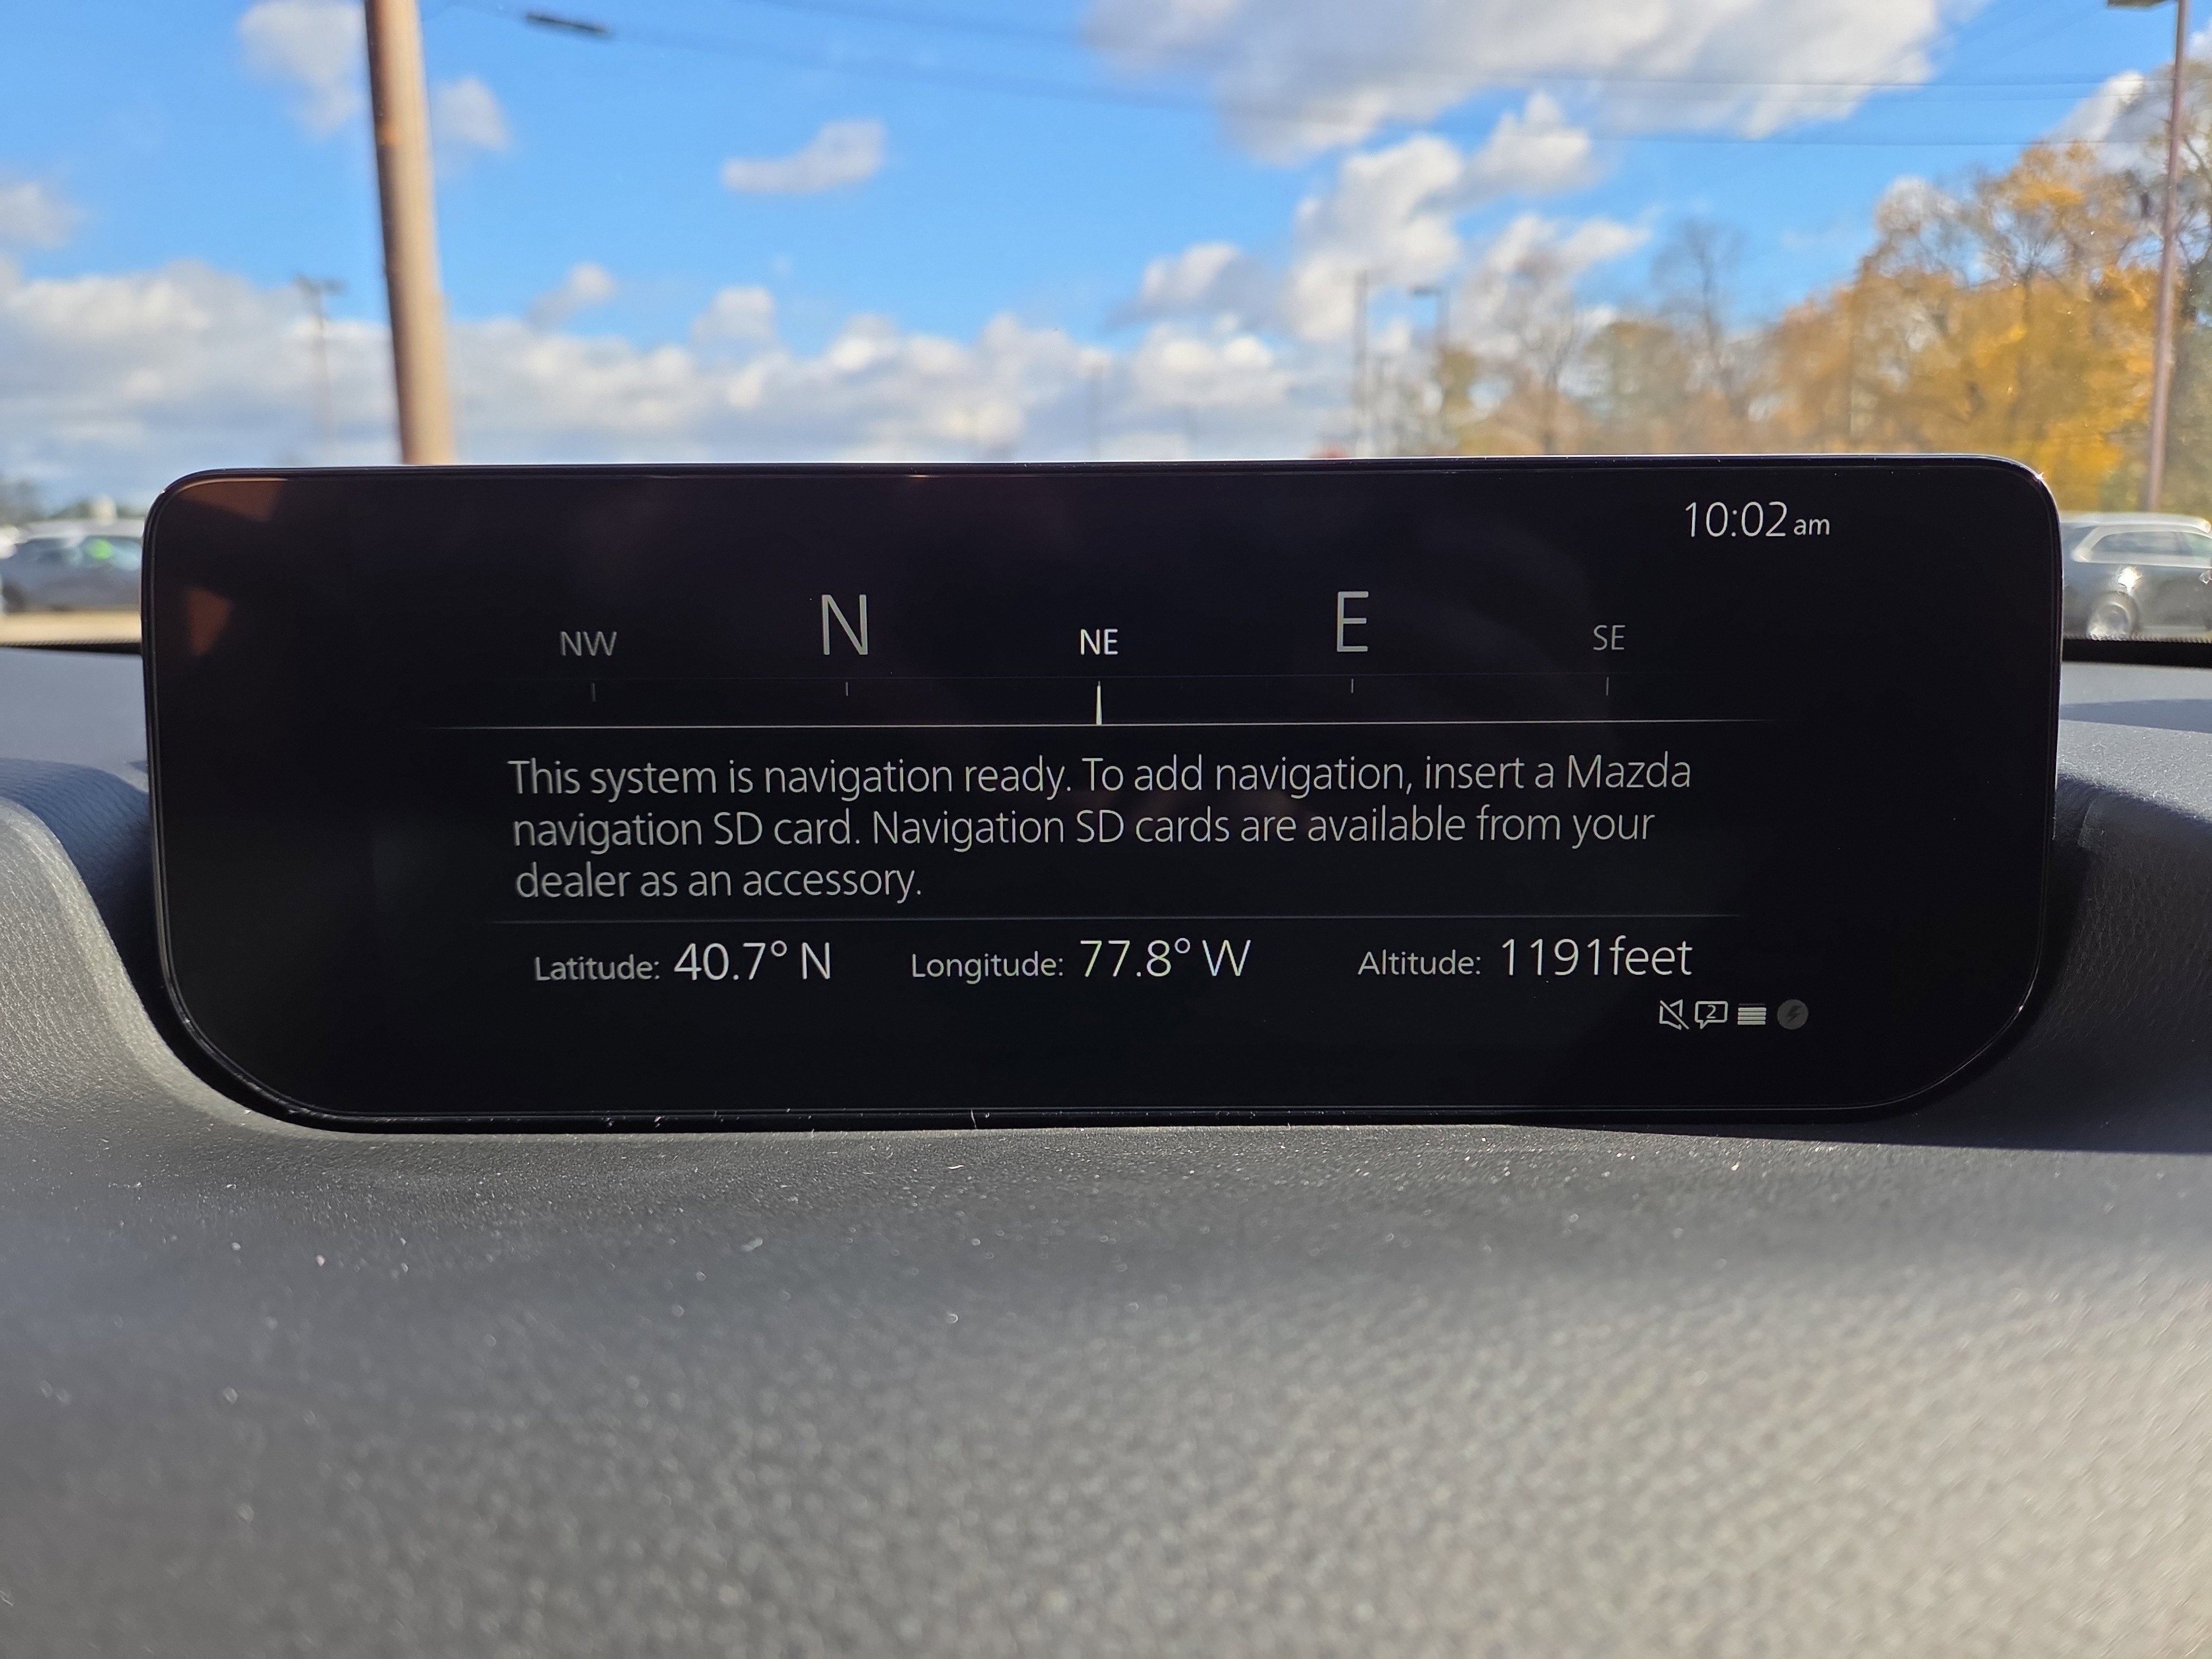 10:02 am
NW N NE E SE
This system is navigation ready. To add navigation, insert a Mazda
navigation SD card. Navigation SD cards are available from your
dealer as an accessory.
Latitude: 40.7° N Longitude: 77.8° W Altitude: 1191feet
2